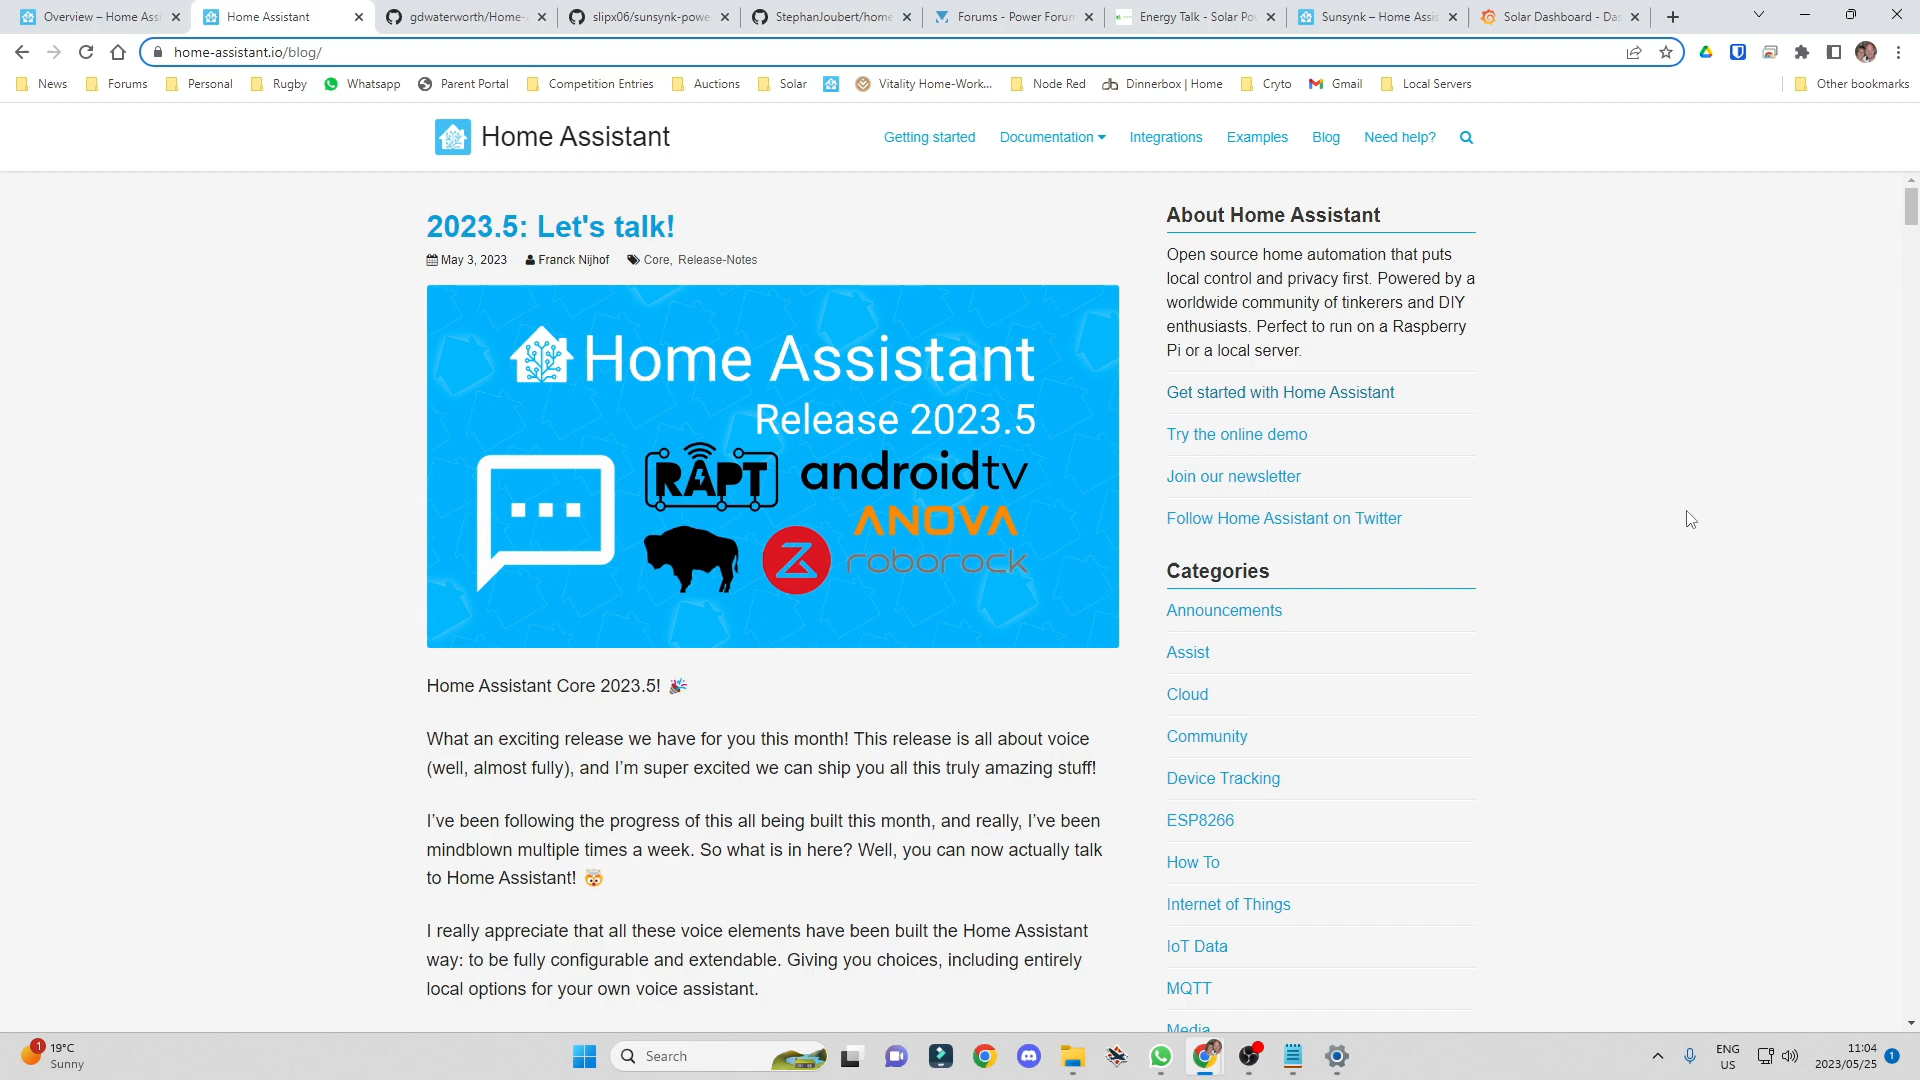 Overview – Home Assi
Home Assistant
gdwaterworth/Home-
slipx06/sunsynk-powe
StephanJoubert/home
Forums - Power Forum
Energy Talk - Solar Po
Sunsynk – Home Assis
Solar Dashboard - Das
home-assistant.io/blog/
News
Forums
Personal
Rugby
Whatsapp
Parent Portal
Competition Entries
Auctions
Solar
Vitality Home-Work...
Node Red
Dinnerbox | Home
Cryto
Gmail
Local Servers
Other bookmarks
Home Assistant
Getting started
Documentation
Integrations
Examples
Blog
Need help?
2023.5: Let's talk!
May 3, 2023 Franck Nijhof Core, Release-Notes
Home Assistant
Release 2023.5
RAPT
androidtv
ANOVA
roborock
Home Assistant Core 2023.5! 🎉
What an exciting release we have for you this month! This release is all about voice
(well, almost fully), and I'm super excited we can ship you all this truly amazing stuff!
I've been following the progress of this all being built this month, and really, I've been
mindblown multiple times a week. So what is in here? Well, you can now actually talk
to Home Assistant! 🤯
I really appreciate that all these voice elements have been built the Home Assistant
way: to be fully configurable and extendable. Giving you choices, including entirely
local options for your own voice assistant.
About Home Assistant
Open source home automation that puts
local control and privacy first. Powered by a
worldwide community of tinkerers and DIY
enthusiasts. Perfect to run on a Raspberry
Pi or a local server.
Get started with Home Assistant
Try the online demo
Join our newsletter
Follow Home Assistant on Twitter
Categories
Announcements
Assist
Cloud
Community
Device Tracking
ESP8266
How To
Internet of Things
IoT Data
MQTT
Media
1
19°C
Sunny
Search
ENG
US
11:04
2023/05/25
1